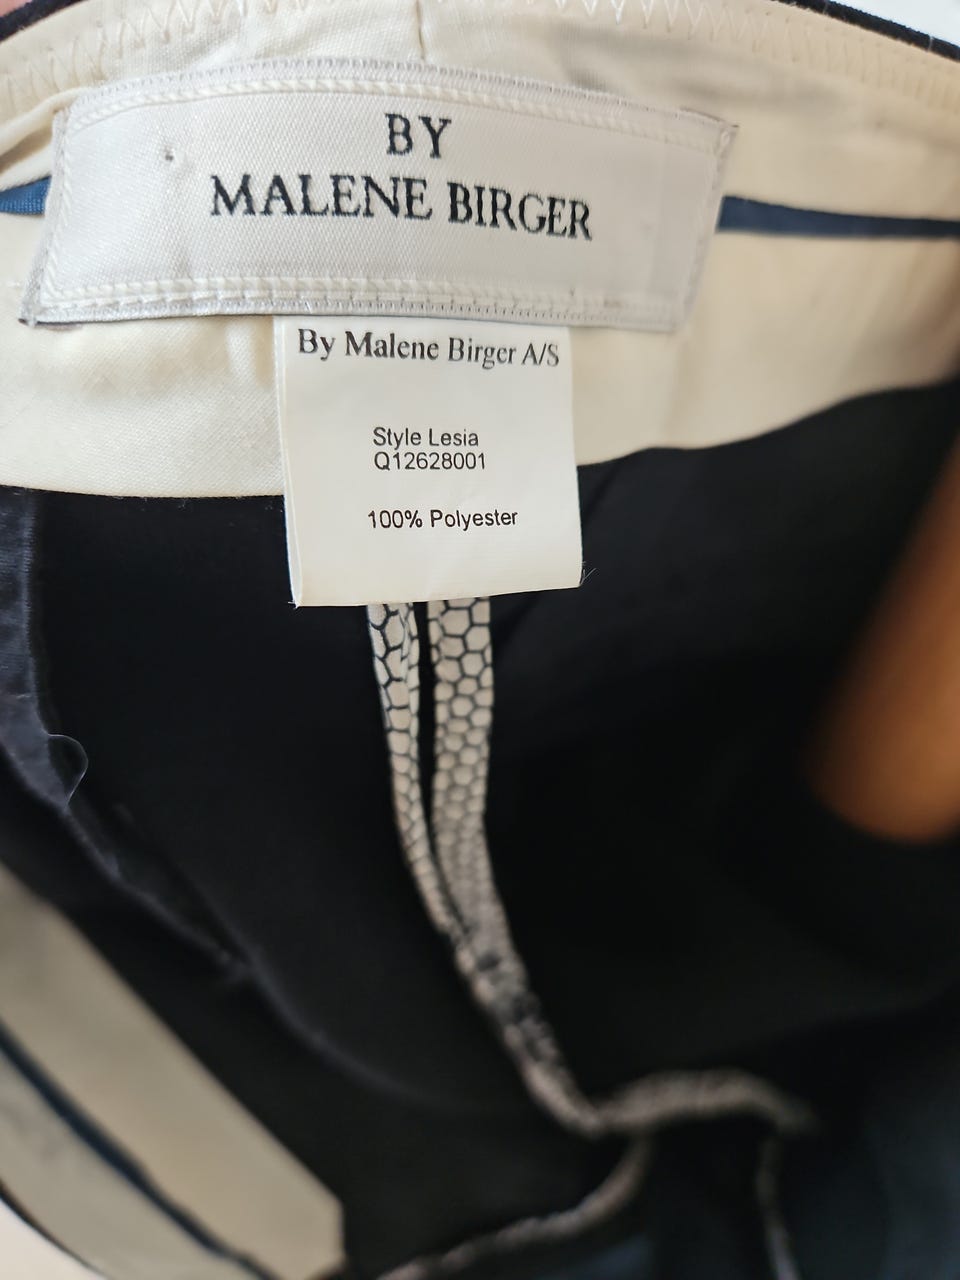 BY
MALENE BIRGER
By Malene Birger A/S
Style Lesia
Q12628001
100% Polyester